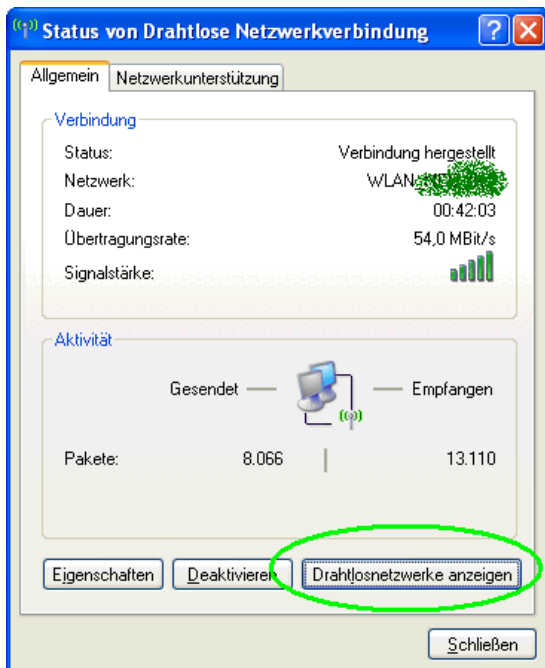 Status von Drahtlose Netzwerkverbindung
Allgemein Netzwerkunterstützung
Verbindung
Status: Verbindung hergestellt
Netzwerk: WLAN
Dauer: 00:42:03
Übertragungsrate: 54,0 MBit/s
Signalstärke:
Aktivität
Gesendet Empfangen
Pakete: 8.066 13.110
Eigenschaften Deaktivieren Drahtlosnetzwerke anzeigen
Schließen